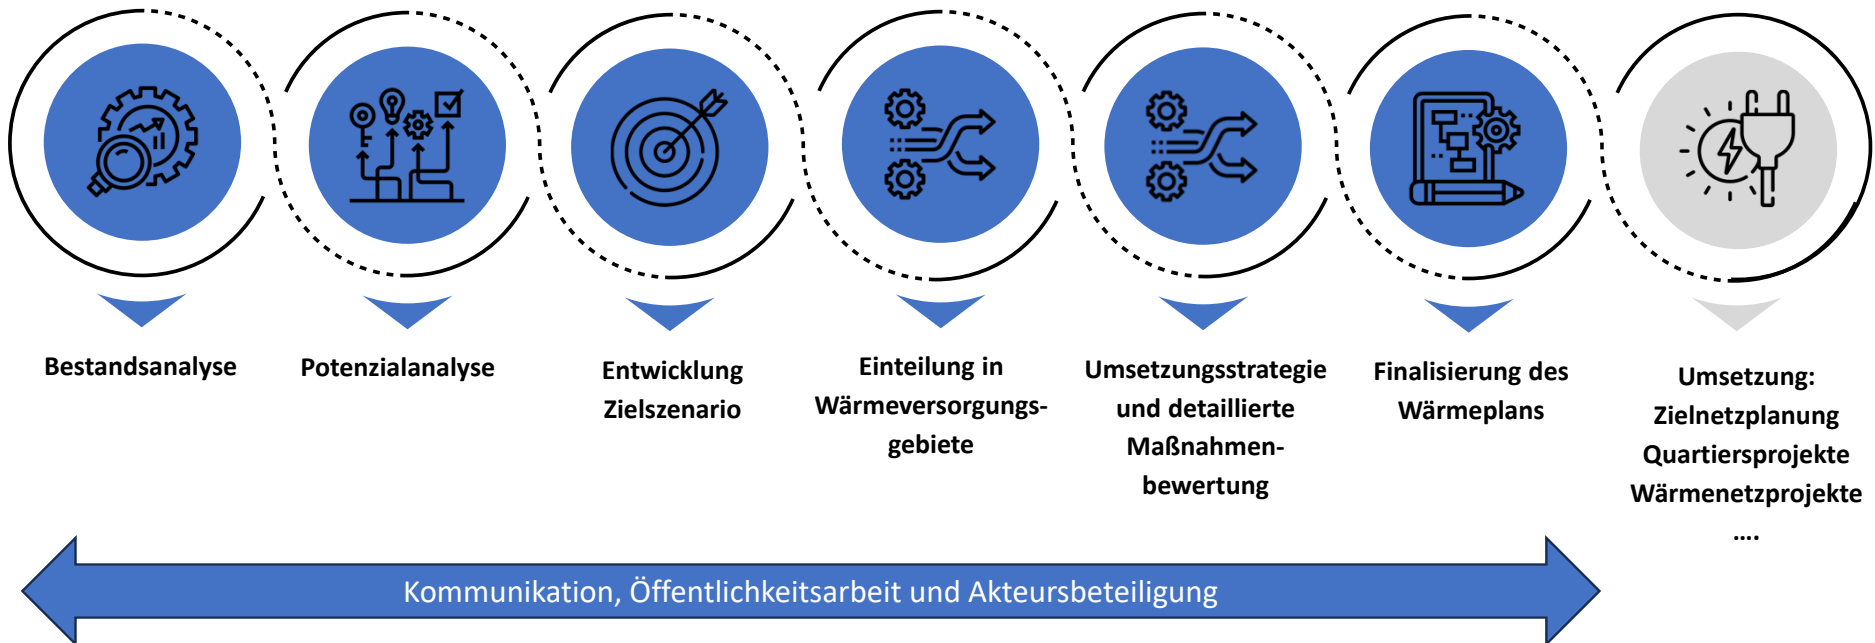 Bestandsanalyse
Potenzialanalyse
Entwicklung
Zielszenario
Einteilung in
Wärmeversorgungs-
gebiete
Umsetzungsstrategie
und detaillierte
Maßnahmen-
bewertung
Finalisierung des
Wärmeplans
Umsetzung:
Zielnetzplanung
Quartiersprojekte
Wärmenetzprojekte
....
Kommunikation, Öffentlichkeitsarbeit und Akteursbeteiligung